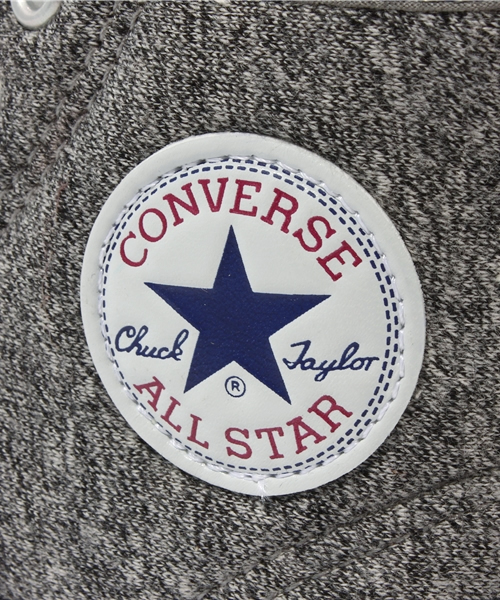 CONVERSE
Chuck Taylor
®
ALL STAR